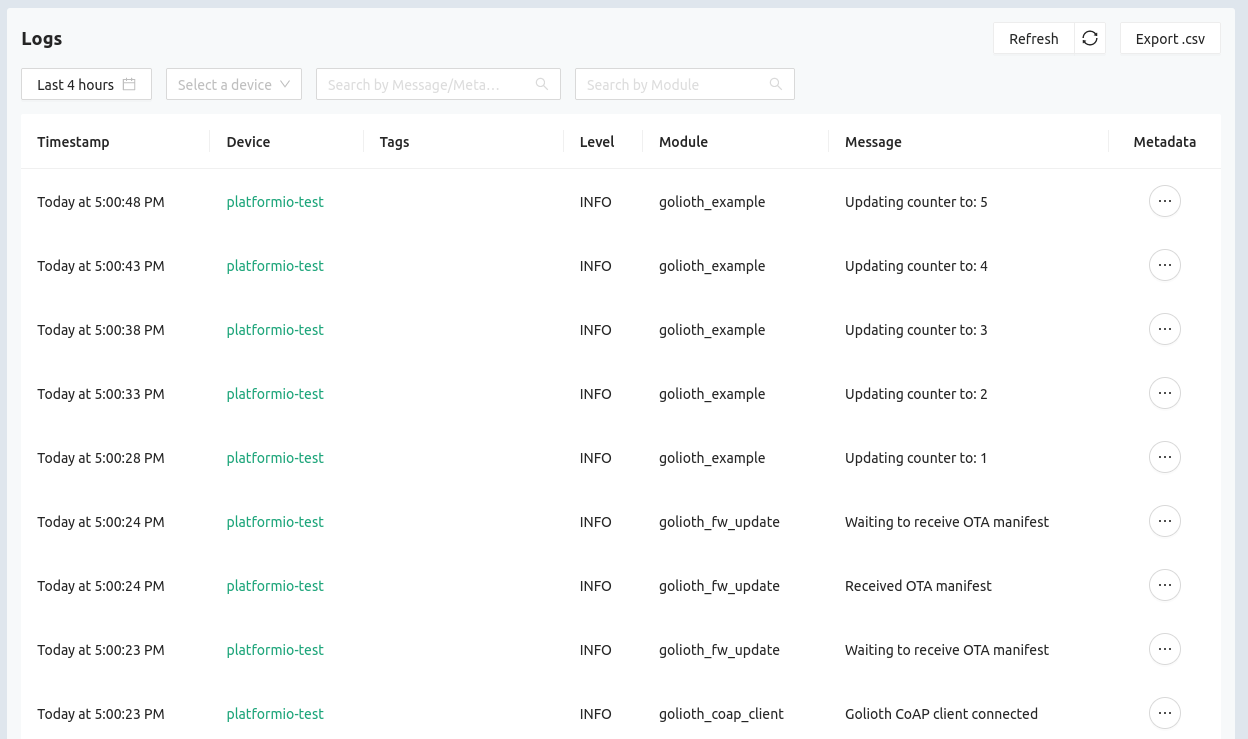 Logs
Refresh
Export .csv
Last 4 hours
Select a device
Search by Message/Meta…
Search by Module
Timestamp Device Tags Level Module Message Metadata
Today at 5:00:48 PM platformio-test INFO golioth_example Updating counter to: 5
Today at 5:00:43 PM platformio-test INFO golioth_example Updating counter to: 4
Today at 5:00:38 PM platformio-test INFO golioth_example Updating counter to: 3
Today at 5:00:33 PM platformio-test INFO golioth_example Updating counter to: 2
Today at 5:00:28 PM platformio-test INFO golioth_example Updating counter to: 1
Today at 5:00:24 PM platformio-test INFO golioth_fw_update Waiting to receive OTA manifest
Today at 5:00:24 PM platformio-test INFO golioth_fw_update Received OTA manifest
Today at 5:00:23 PM platformio-test INFO golioth_fw_update Waiting to receive OTA manifest
Today at 5:00:23 PM platformio-test INFO golioth_coap_client Golioth CoAP client connected